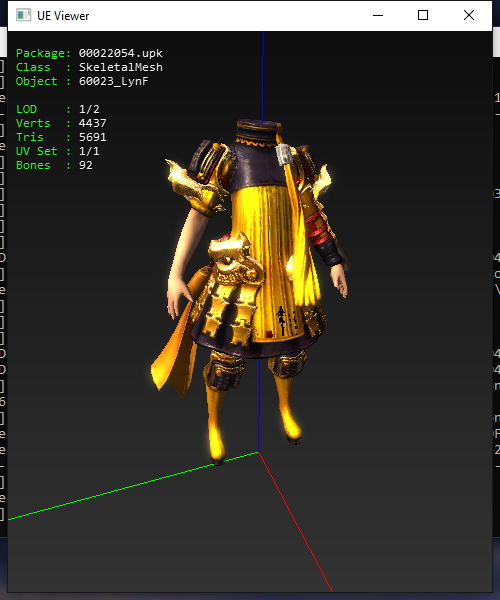 UE Viewer
Package: 00022054.upk
Class : SkeletalMesh
Object : 60023_LynF
LOD : 1/2
Verts : 4437
Tris : 5691
UV Set : 1/1
Bones : 92